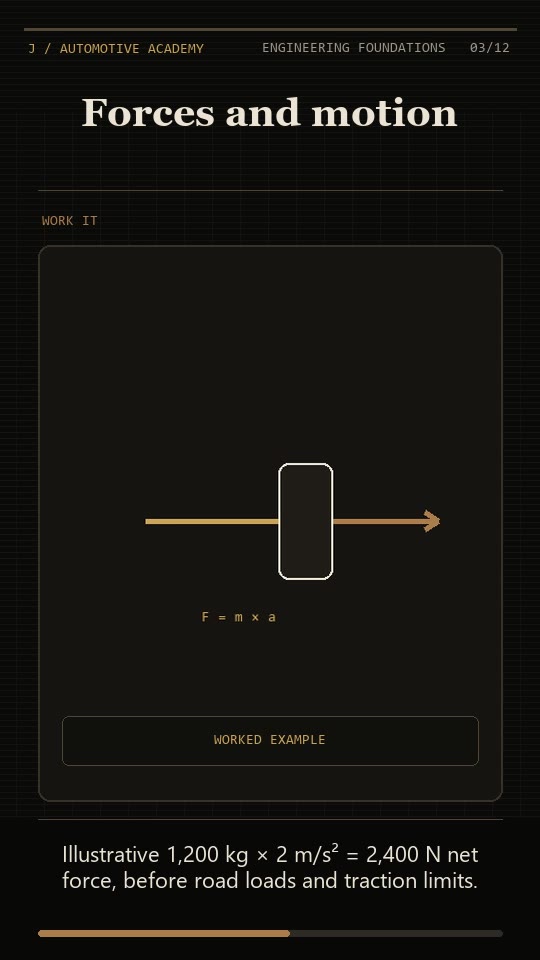 J / AUTOMOTIVE ACADEMY
ENGINEERING FOUNDATIONS 03/12
Forces and motion
WORK IT
F = m × a
WORKED EXAMPLE
Illustrative 1,200 kg × 2 m/s² = 2,400 N net
force, before road loads and traction limits.